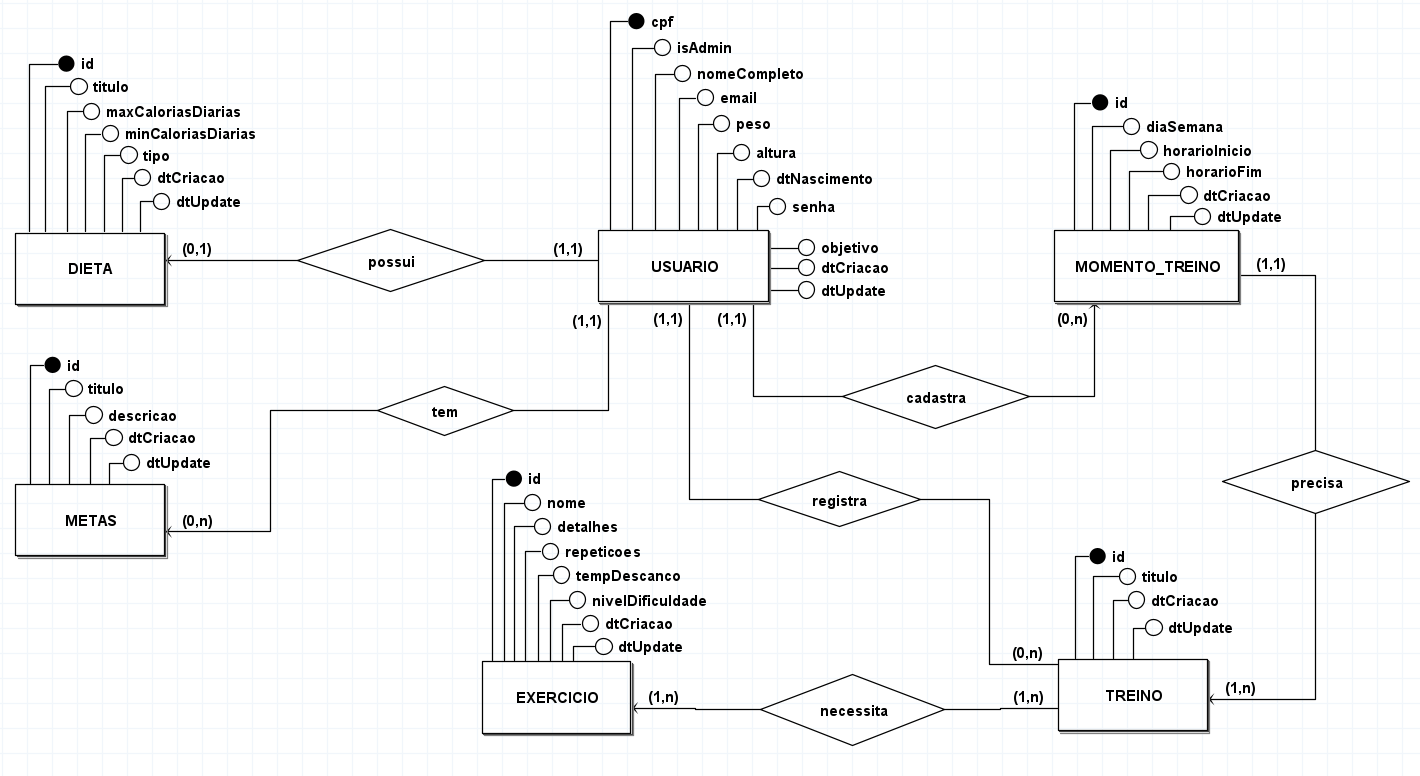 id
titulo
maxCaloriasDiarias
minCaloriasDiarias
tipo
dtCriacao
dtUpdate
DIETA
(0,1)
possui
(1,1)
cpf
isAdmin
nomeCompleto
email
peso
altura
dtNascimento
senha
objetivo
dtCriacao
dtUpdate
USUARIO
(1,1)
(1,1)
(1,1)
id
diaSemana
horarioInicio
horarioFim
dtCriacao
dtUpdate
MOMENTO_TREINO
(1,1)
(0,n)
cadastra
id
titulo
descricao
dtCriacao
dtUpdate
METAS
(0,n)
tem
registra
precisa
id
nome
detalhes
repeticoes
tempDescanco
nivelDificuldade
dtCriacao
dtUpdate
EXERCICIO
(1,n)
necessita
(1,n)
(0,n)
id
titulo
dtCriacao
dtUpdate
TREINO
(1,n)